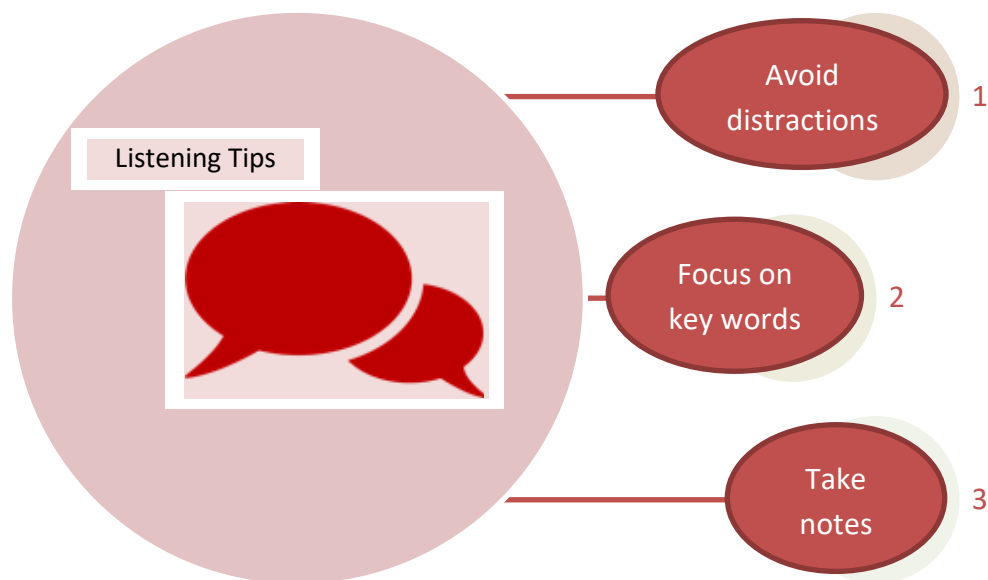 Listening Tips
Avoid
distractions
1
Focus on
key words
2
Take
notes
3